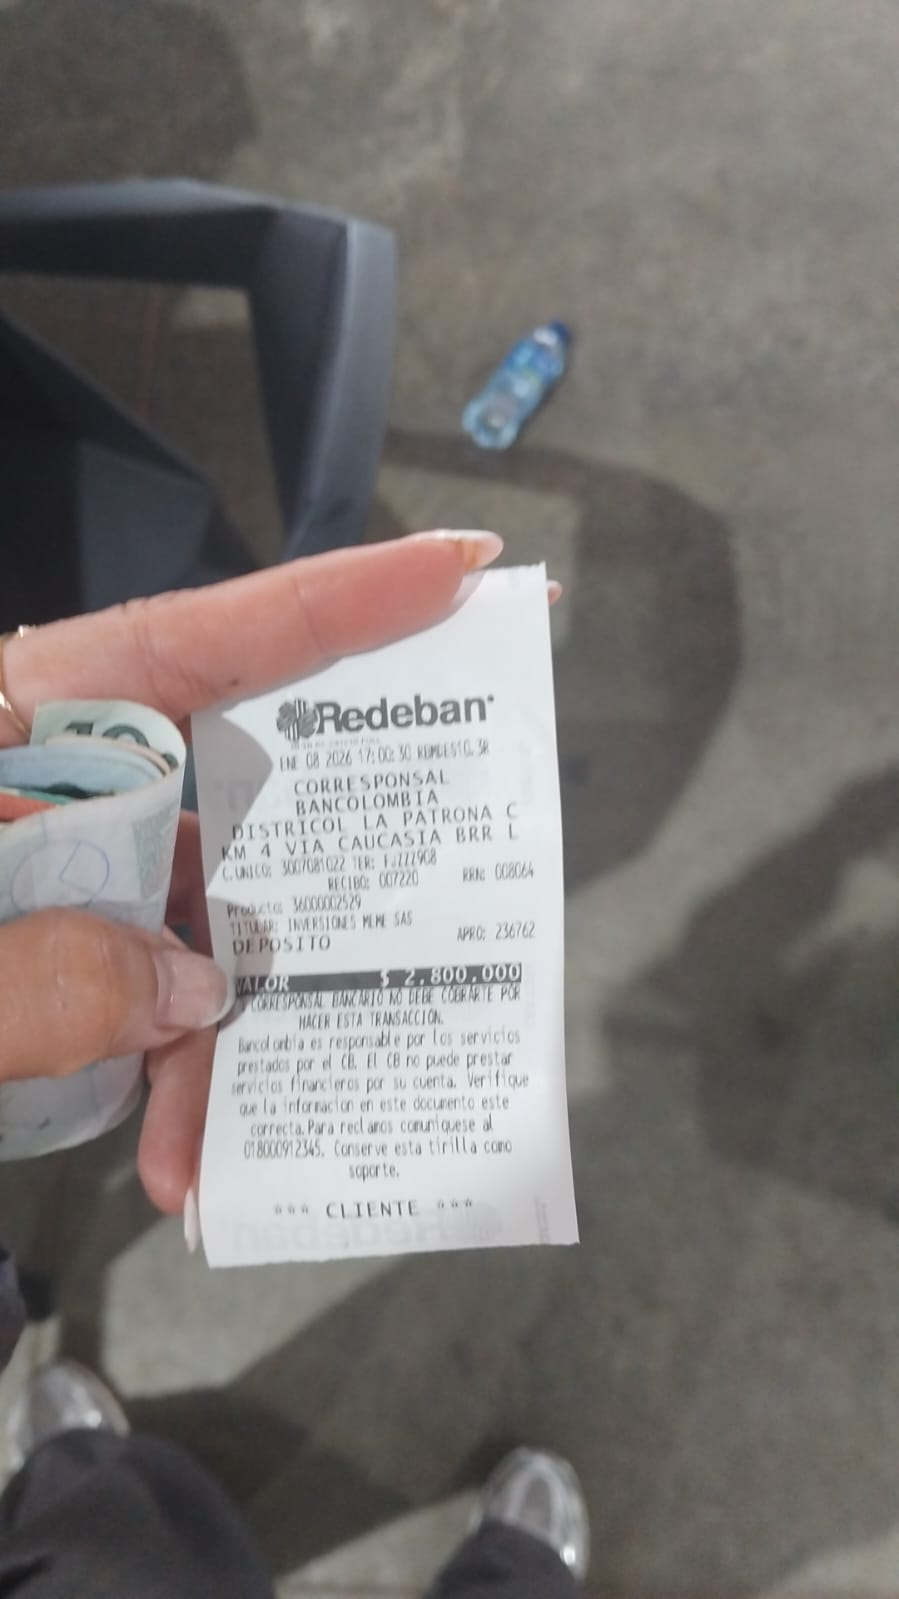 Redeban
ENE 08 2026 17:00:30 RBMDES10.3R
CORRESPONSAL
BANCOLOMBIA
DISTRICOL LA PATRONA C
KM 4 VIA CAUCASIA BRR L
C.UNICO: 3007081022 TER: FJZZZ908
RECIBO: 007220 RRN: 008064
Producto: 36000002529
TITULAR: INVERSIONES MEME SAS
DEPOSITO APRO: 236762
VALOR $ 2,800,000
CORRESPONSAL BANCARIO NO DEBE COBRARTE POR
HACER ESTA TRANSACCION.
Bancolombia es responsable por los servicios
prestados por el CB. El CB no puede prestar
servicios financieros por su cuenta. Verifique
que la informacion en este documento este
correcta. Para reclamos comuniquese al
018000912345. Conserve esta tirilla como
soporte.
*** CLIENTE ***